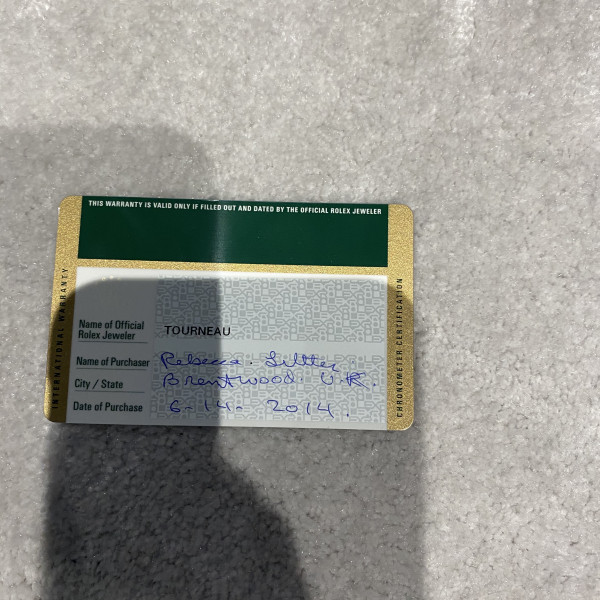 THIS WARRANTY IS VALID ONLY IF FILLED OUT AND DATED BY THE OFFICIAL ROLEX JEWELER
INTERNATIONAL WARRANTY
Name of Official
Rolex Jeweler
TOURNEAU
Name of Purchaser Rebecca.
City / State Brentwood. U.K.
Date of Purchase 6-14-2014.
CHRONOMETER CERTIFICATION